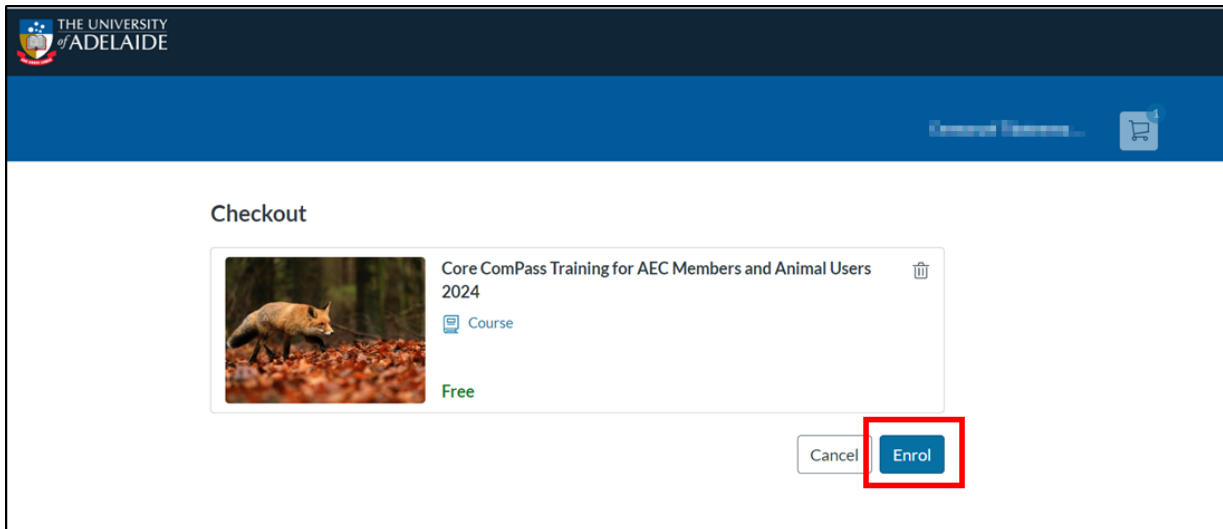 THE UNIVERSITY
of ADELAIDE
1
Checkout
Core ComPass Training for AEC Members and Animal Users
2024
Course
Free
Cancel
Enrol